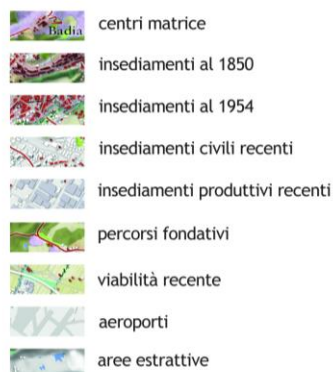 Badia
centri matrice
insediamenti al 1850
insediamenti al 1954
insediamenti civili recenti
insediamenti produttivi recenti
percorsi fondativi
viabilità recente
aeroporti
aree estrattive